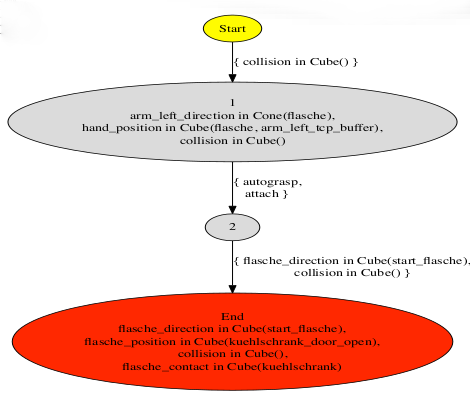 Start
{ collision in Cube() }
1
arm_left_direction in Cone(flasche),
hand_position in Cube(flasche, arm_left_tcp_buffer),
collision in Cube()
{ autograsp,
attach }
2
{ flasche_direction in Cube(start_flasche),
collision in Cube() }
End
flasche_direction in Cube(start_flasche),
flasche_position in Cube(kuehlschrank_door_open),
collision in Cube(),
flasche_contact in Cube(kuehlschrank)